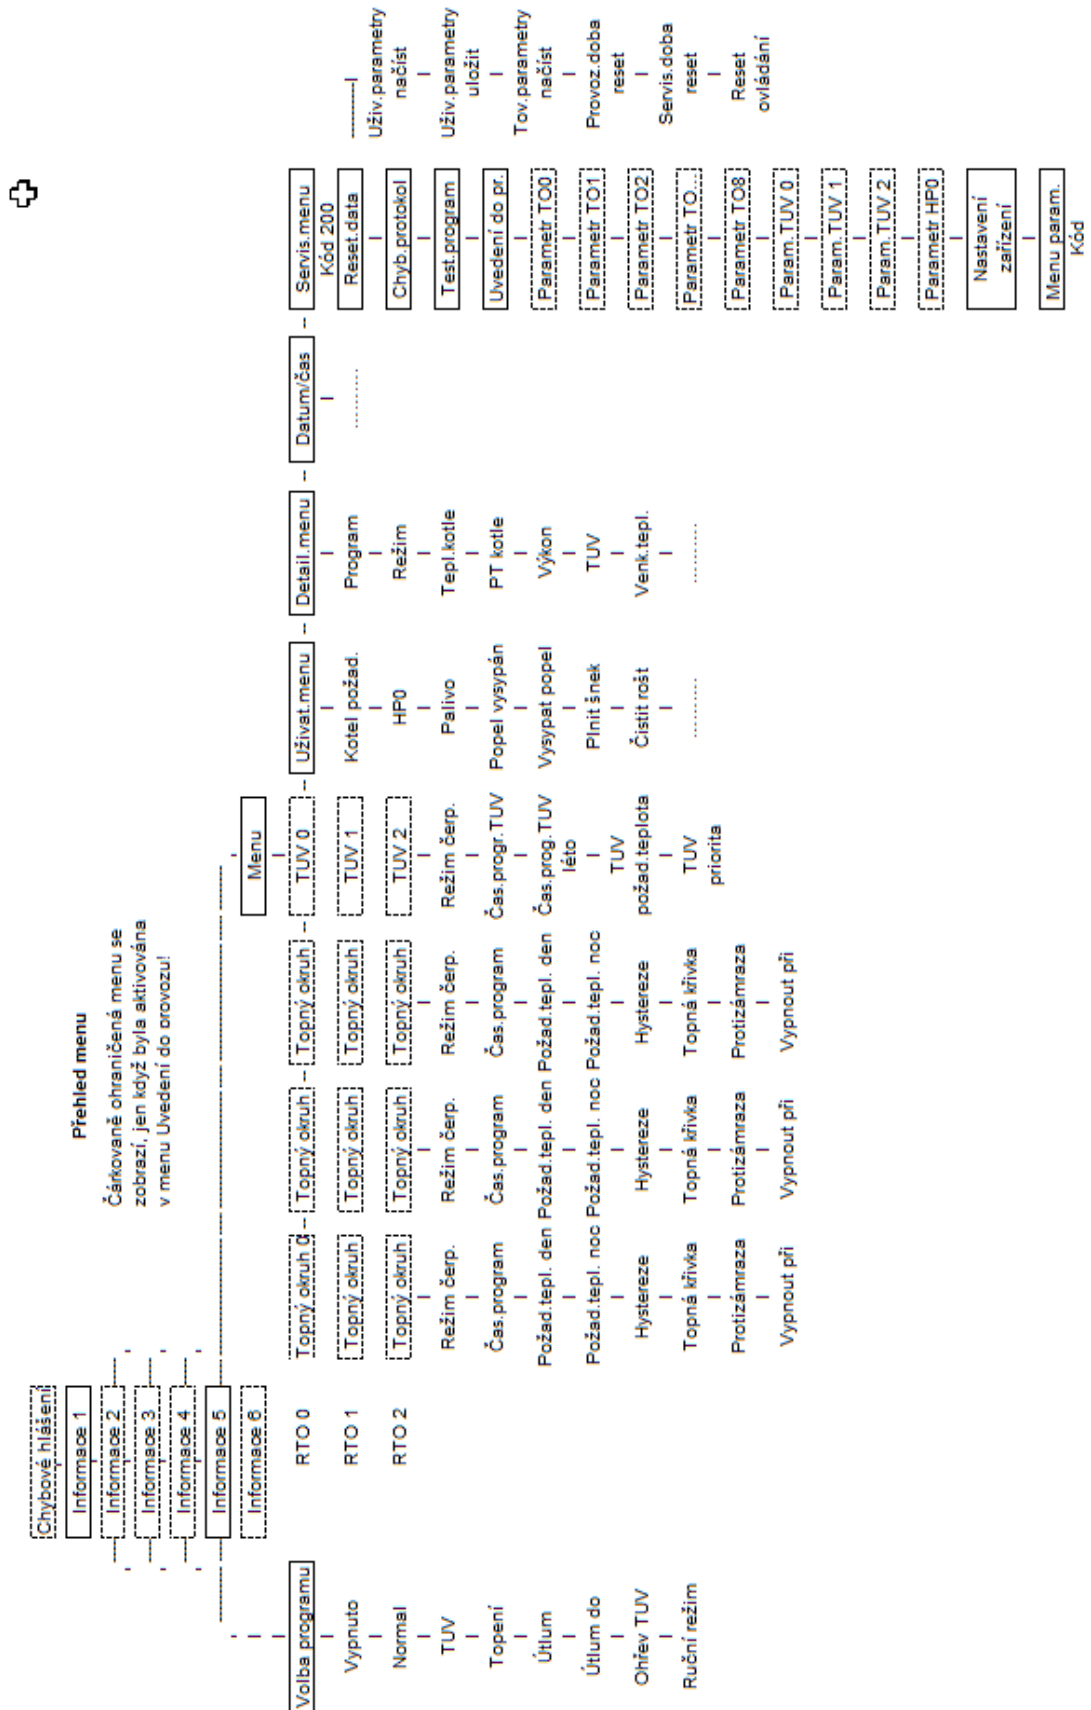 Přehled menu
Čárkovaně ohraničená menu se
zobrazí, jen když byla aktivována
v menu Uvedení do provozu!
Chybové hlášení
Informace 1
Informace 2
Informace 3
Informace 4
Informace 5
Informace 6
Menu
Volba programu
Vypnuto
Normal
TUV
Topení
Útlum
Útlum do
Ohřev TUV
Ruční režim
RTO 0
RTO 1
RTO 2
Topný okruh 0
Topný okruh
Topný okruh
Režim čerp.
Čas.program
Požad.tepl. den
Požad.tepl. noc
Hystereze
Topná křivka
Protizámraza
Vypnout při
Topný okruh
Topný okruh
Topný okruh
Režim čerp.
Čas.program
Požad.tepl. den
Požad.tepl. noc
Hystereze
Topná křivka
Protizámraza
Vypnout při
Topný okruh
Topný okruh
Topný okruh
Režim čerp.
Čas.program
Požad.tepl. den
Požad.tepl. noc
Hystereze
Topná křivka
Protizámraza
Vypnout při
TUV 0
TUV 1
TUV 2
Režim čerp.
Čas.progr.TUV
Čas.prog.TUV
léto
TUV
požad.teplota
TUV
priorita
Uživat.menu
Kotel požad.
HP0
Palivo
Popel vysypán
Vysypat popel
Plnit šnek
Čistit rošt
..........
Detail.menu
Program
Režim
Tepl.kotle
PT kotle
Výkon
TUV
Venk.tepl.
..........
Datum/čas
..........
Servis.menu
Kód 200
Reset.data
Chyb.protokol
Test.program
Uvedení do pr.
Parametr TO0
Parametr TO1
Parametr TO2
Parametr TO...
Parametr TO8
Param.TUV 0
Param.TUV 1
Param.TUV 2
Parametr HP0
Nastavení
zařízení
Menu param.
Kód
Uživ.parametry
načíst
Uživ.parametry
uložit
Tov.parametry
načíst
Provoz.doba
reset
Servis.doba
reset
Reset
ovládání